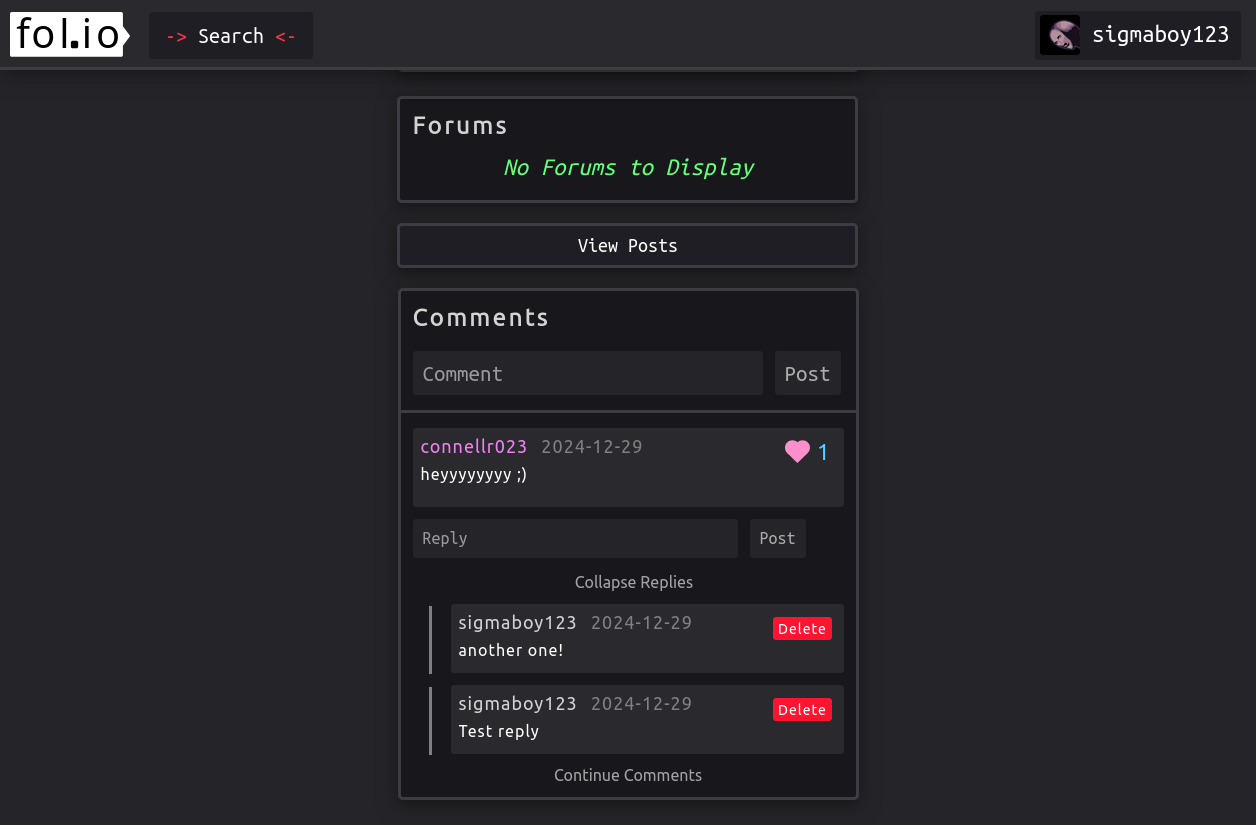 fol.io
-> Search <-
sigmaboy123
Forums
No Forums to Display
View Posts
Comments
Comment
Post
connellr023 2024-12-29
1
heyyyyyyyy ;)
Reply
Post
Collapse Replies
sigmaboy123 2024-12-29
Delete
another one!
sigmaboy123 2024-12-29
Delete
Test reply
Continue Comments